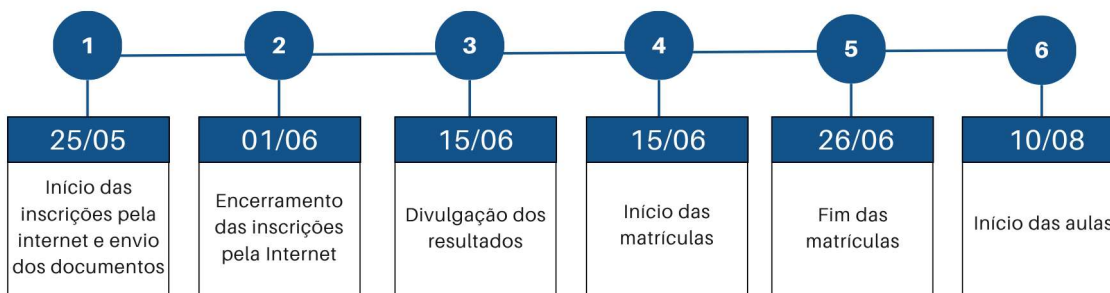 1
2
3
4
5
6
25/05
01/06
15/06
15/06
26/06
10/08
Início das
inscrições pela
internet e envio
dos documentos
Encerramento
das inscrições
pela Internet
Divulgação dos
resultados
Início das
matrículas
Fim das
matrículas
Início das aulas